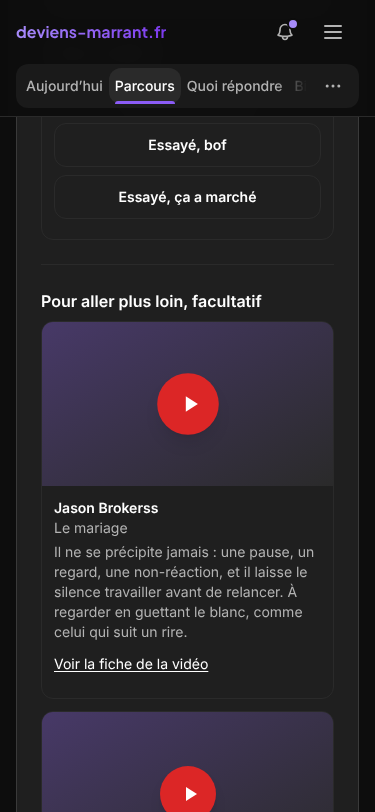 deviens-marrant.fr
Aujourd’hui
Parcours
Quoi répondre
Essayé, bof
Essayé, ça a marché
Pour aller plus loin, facultatif
Jason Brokerss
Le mariage
Il ne se précipite jamais : une pause, un
regard, une non-réaction, et il laisse le
silence travailler avant de relancer. À
regarder en guettant le blanc, comme
celui qui suit un rire.
Voir la fiche de la vidéo